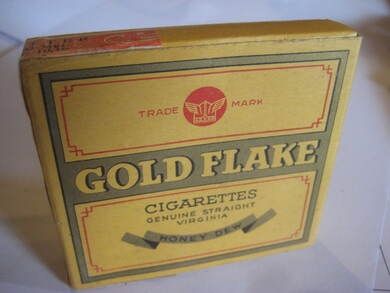 TRADE MARK
GOLD FLAKE
CIGARETTES
GENUINE STRAIGHT
VIRGINIA
HONEY DEW